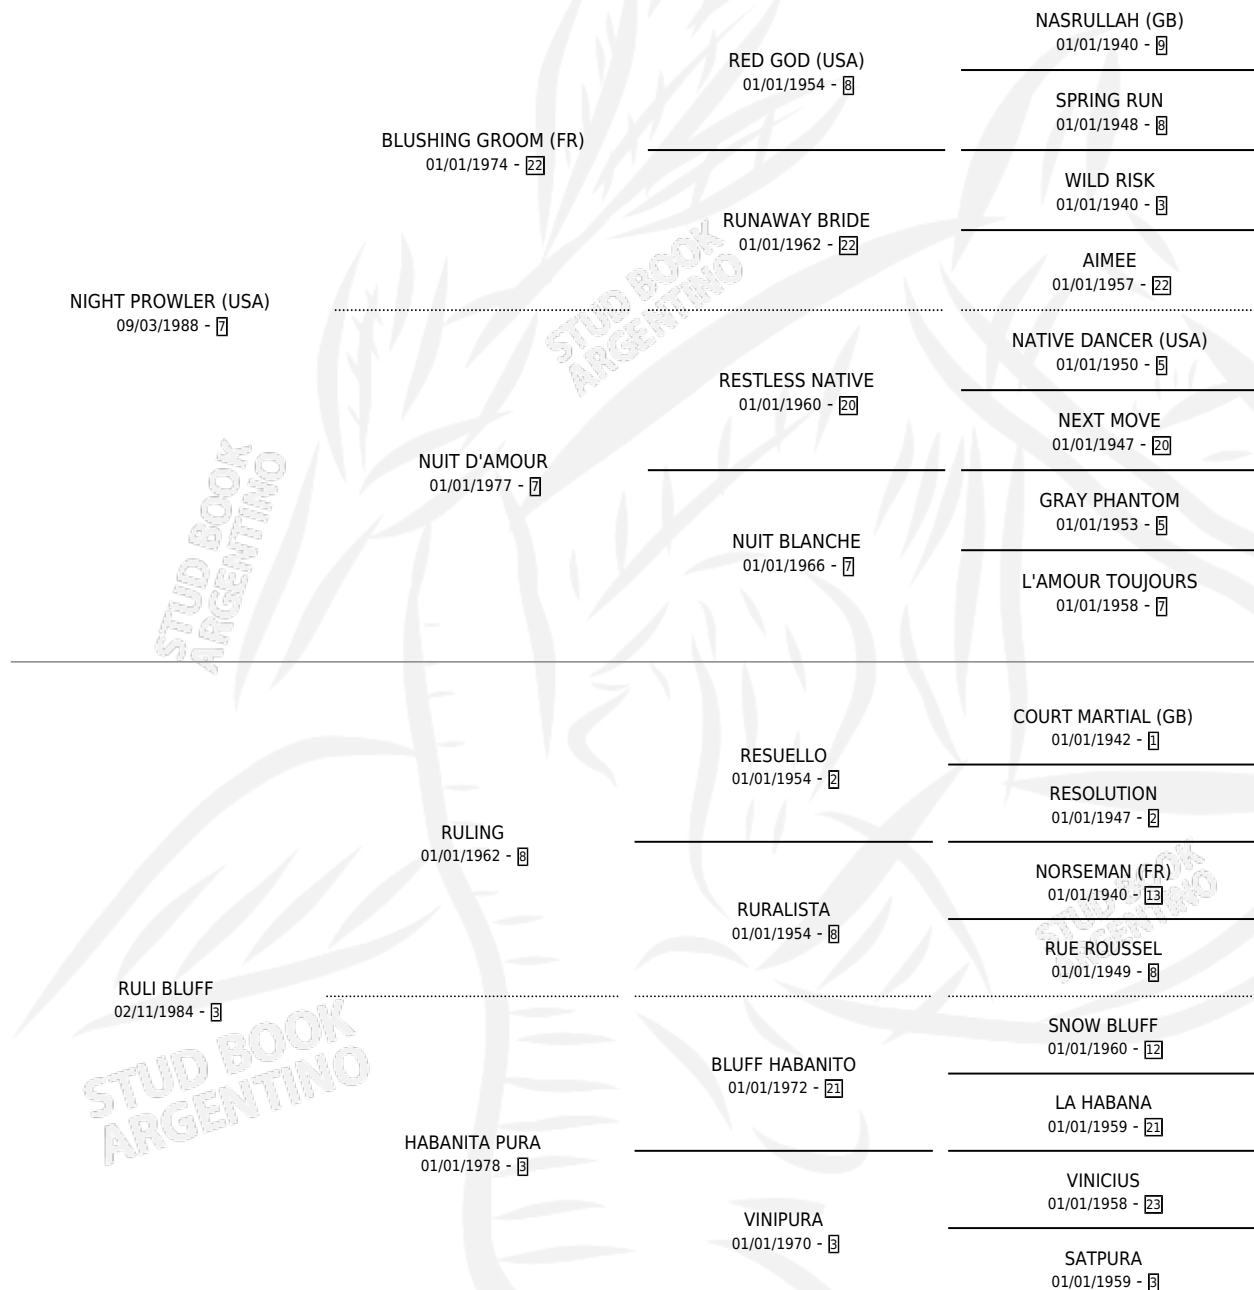 NASRULLAH (GB)
01/01/1940 - 9
RED GOD (USA)
01/01/1954 - 8
SPRING RUN
01/01/1948 - 8
BLUSHING GROOM (FR)
01/01/1974 - 22
WILD RISK
01/01/1940 - 3
RUNAWAY BRIDE
01/01/1962 - 22
AIMEE
01/01/1957 - 22
NIGHT PROWLER (USA)
09/03/1988 - 7
NATIVE DANCER (USA)
01/01/1950 - 5
RESTLESS NATIVE
01/01/1960 - 20
NEXT MOVE
01/01/1947 - 20
NUIT D'AMOUR
01/01/1977 - 7
GRAY PHANTOM
01/01/1953 - 5
NUIT BLANCHE
01/01/1966 - 7
L'AMOUR TOUJOURS
01/01/1958 - 7
COURT MARTIAL (GB)
01/01/1942 - 1
RESUELLO
01/01/1954 - 2
RESOLUTION
01/01/1947 - 2
RULING
01/01/1962 - 8
NORSEMAN (FR)
01/01/1940 - 13
RURALISTA
01/01/1954 - 8
RUE ROUSSEL
01/01/1949 - 8
RULI BLUFF
02/11/1984 - 3
SNOW BLUFF
01/01/1960 - 12
BLUFF HABANITO
01/01/1972 - 21
LA HABANA
01/01/1959 - 21
HABANITA PURA
01/01/1978 - 3
VINICIUS
01/01/1958 - 23
VINIPURA
01/01/1970 - 3
SATPURA
01/01/1959 - 3
STUD BOOK
ARGENTINO
STUD BOOK
ARGENTINO
STUD BOOK
ARGENTINO
STUD BOOK
ARGENTINO